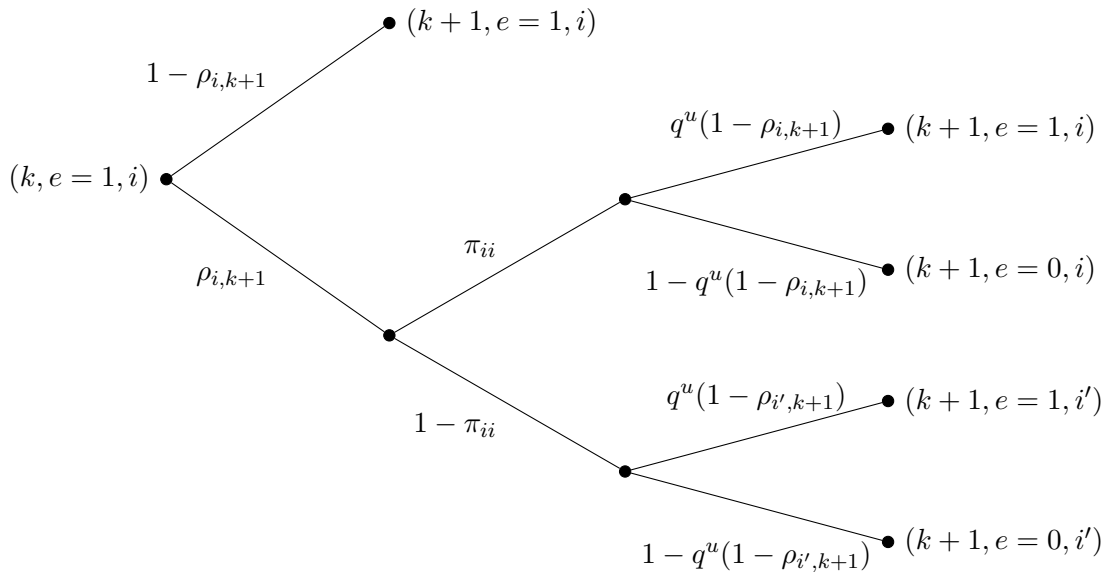 (k + 1, e = 1, i)
1 − ρ_{i,k+1}
q^u(1 − ρ_{i,k+1})
(k + 1, e = 1, i)
(k, e = 1, i)
π_{ii}
ρ_{i,k+1}
1 − q^u(1 − ρ_{i,k+1})
(k + 1, e = 0, i)
q^u(1 − ρ_{i′,k+1})
(k + 1, e = 1, i′)
1 − π_{ii}
1 − q^u(1 − ρ_{i′,k+1})
(k + 1, e = 0, i′)